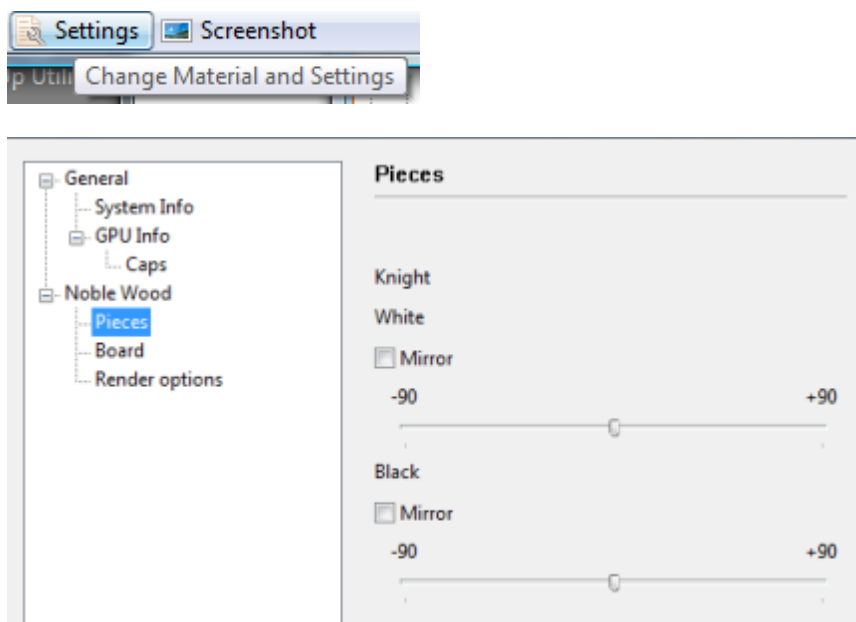 Settings Screenshot
Up Utili
Change Material and Settings
General
System Info
GPU Info
Caps
Noble Wood
Pieces
Board
Render options
Pieces
Knight
White
Mirror
-90 +90
Black
Mirror
-90 +90